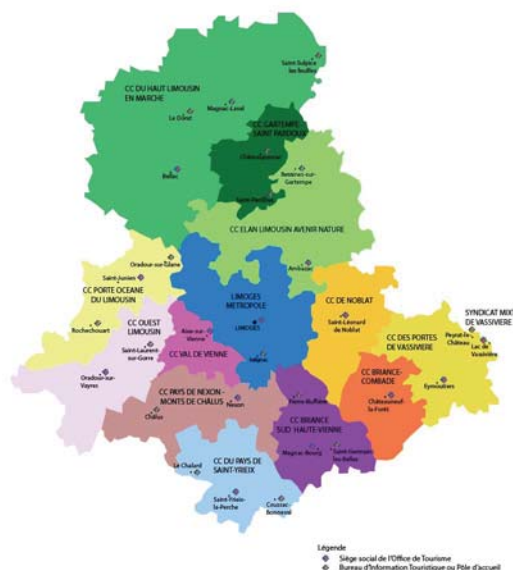 Saint Sulpice
les feuilles
CC DU HAUT LIMOUSIN
EN MARCHE
Magnac-Laval
Le Dorat
CC GARTEMPE-
SAINT PARDOUX
Châteauponsac
Bessines-sur-
Gartempe
Bellac
Saint-Pardoux
CC ELAN LIMOUSIN AVENIR NATURE
Oradour-sur-Glane
Ambazac
Saint-Junien
CC PORTE OCEANE
DU LIMOUSIN
LIMOGES
METROPOLE
CC DE NOBLAT
SYNDICAT MIXT
DE VASSIVIERE
Rochechouart
CC OUEST
LIMOUSIN
Aixe-sur-
Vienne
LIMOGES
Saint-Léonard
de Noblat
Peyrat-le-
Château
Lac de
Vassivière
Saint-Laurent-
sur-Gorre
CC VAL DE VIENNE
CC DES PORTES
DE VASSIVIERE
Oradour-sur-
Vayres
CC PAYS DE NEXON -
MONTS DE CHÂLUS
CC BRIANCE-
COMBADE
Eymoutiers
Châlus
Nexon
Pierre-Buffière
Châteauneuf-
la-Forêt
CC BRIANCE
SUD HAUTE-VIENNE
Magnac-Bourg
Saint-Germain
les-Belles
CC DU PAYS DE
SAINT-YRIEIX
Le Chalard
Saint-Yrieix-
la-Perche
Coussac-
Bonneval
Légende
Siège social de l'Office de Tourisme
Bureau d'Information Touristique ou Pôle d'accueil